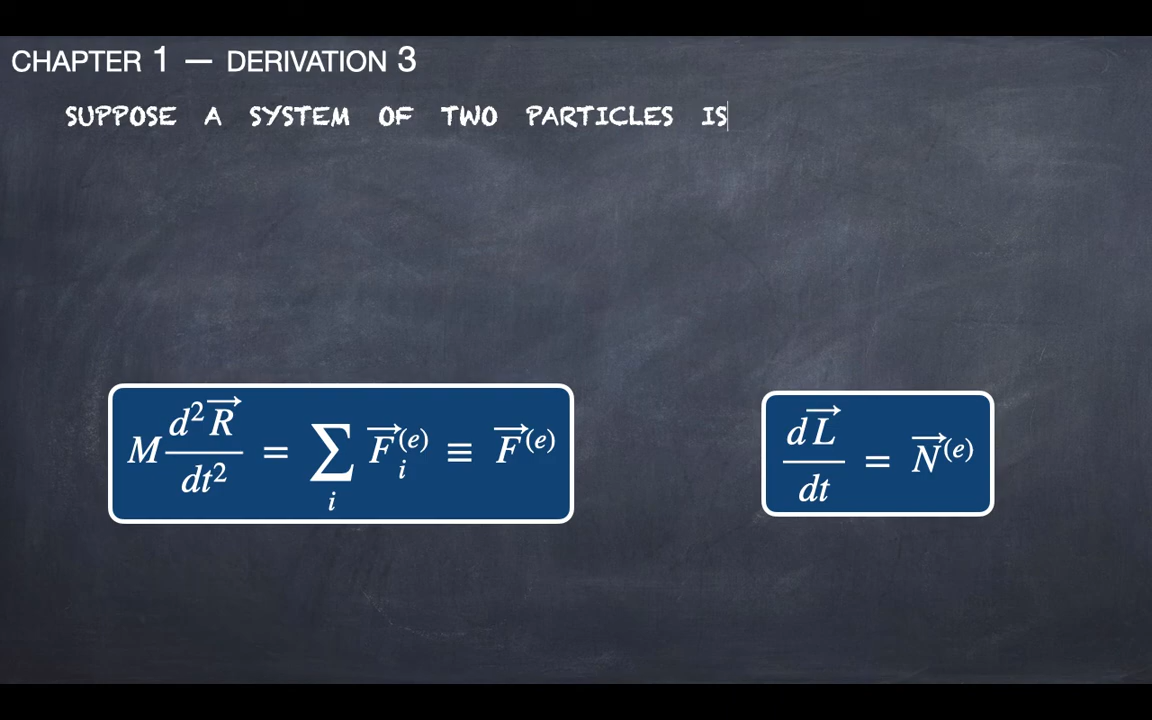 CHAPTER 1 — DERIVATION 3
SUPPOSE A SYSTEM OF TWO PARTICLES IS
M d²R⃗/dt² = ∑ᵢ F⃗ᵢ⁽ᵉ⁾ ≡ F⃗⁽ᵉ⁾
dL⃗/dt = N⃗⁽ᵉ⁾